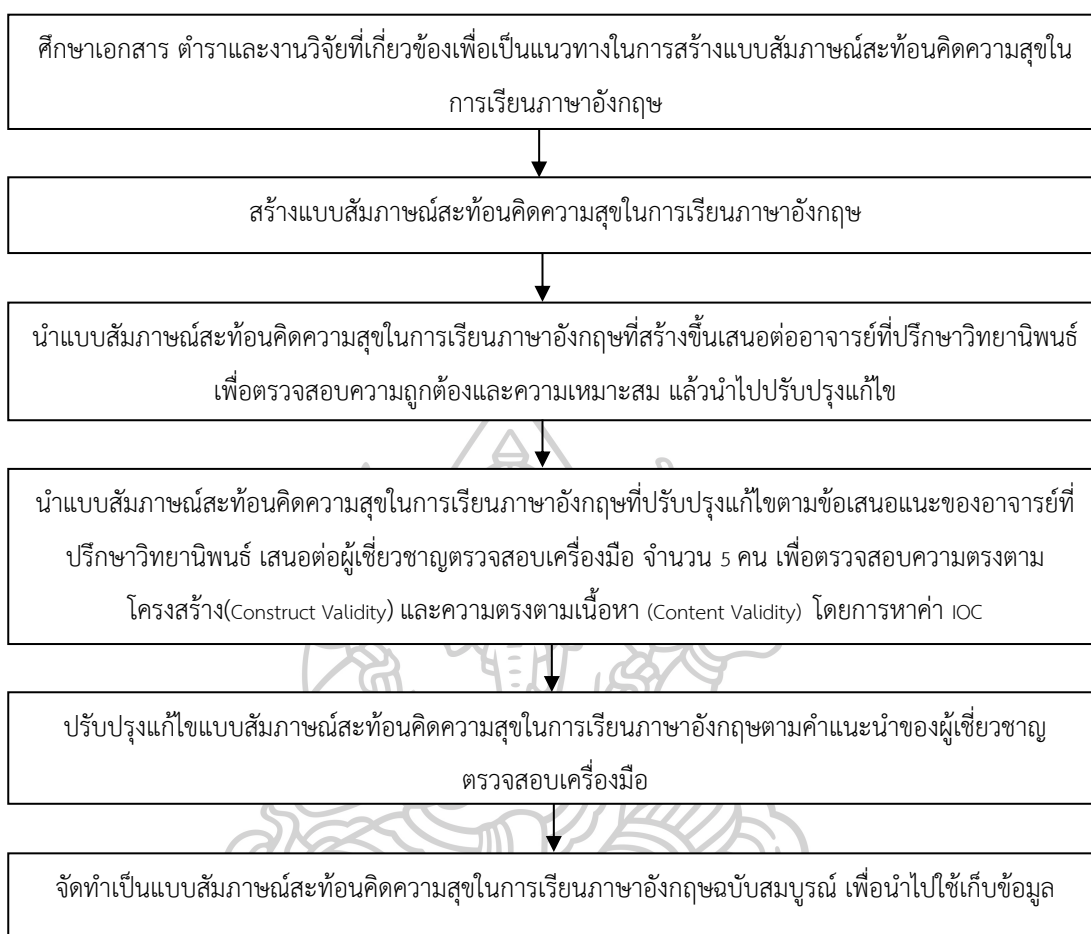 ศึกษาเอกสาร ตำราและงานวิจัยที่เกี่ยวข้องเพื่อเป็นแนวทางในการสร้างแบบสัมภาษณ์สะท้อนคิดความสุขใน
การเรียนภาษาอังกฤษ
สร้างแบบสัมภาษณ์สะท้อนคิดความสุขในการเรียนภาษาอังกฤษ
นำแบบสัมภาษณ์สะท้อนคิดความสุขในการเรียนภาษาอังกฤษที่สร้างขึ้นเสนอต่ออาจารย์ที่ปรึกษาวิทยานิพนธ์
เพื่อตรวจสอบความถูกต้องและความเหมาะสม แล้วนำไปปรับปรุงแก้ไข
นำแบบสัมภาษณ์สะท้อนคิดความสุขในการเรียนภาษาอังกฤษที่ปรับปรุงแก้ไขตามข้อเสนอแนะของอาจารย์ที่
ปรึกษาวิทยานิพนธ์ เสนอต่อผู้เชี่ยวชาญตรวจสอบเครื่องมือ จำนวน 5 คน เพื่อตรวจสอบความตรงตาม
โครงสร้าง(Construct Validity) และความตรงตามเนื้อหา (Content Validity) โดยการหาค่า IOC
ปรับปรุงแก้ไขแบบสัมภาษณ์สะท้อนคิดความสุขในการเรียนภาษาอังกฤษตามคำแนะนำของผู้เชี่ยวชาญ
ตรวจสอบเครื่องมือ
จัดทำเป็นแบบสัมภาษณ์สะท้อนคิดความสุขในการเรียนภาษาอังกฤษฉบับสมบูรณ์ เพื่อนำไปใช้เก็บข้อมูล